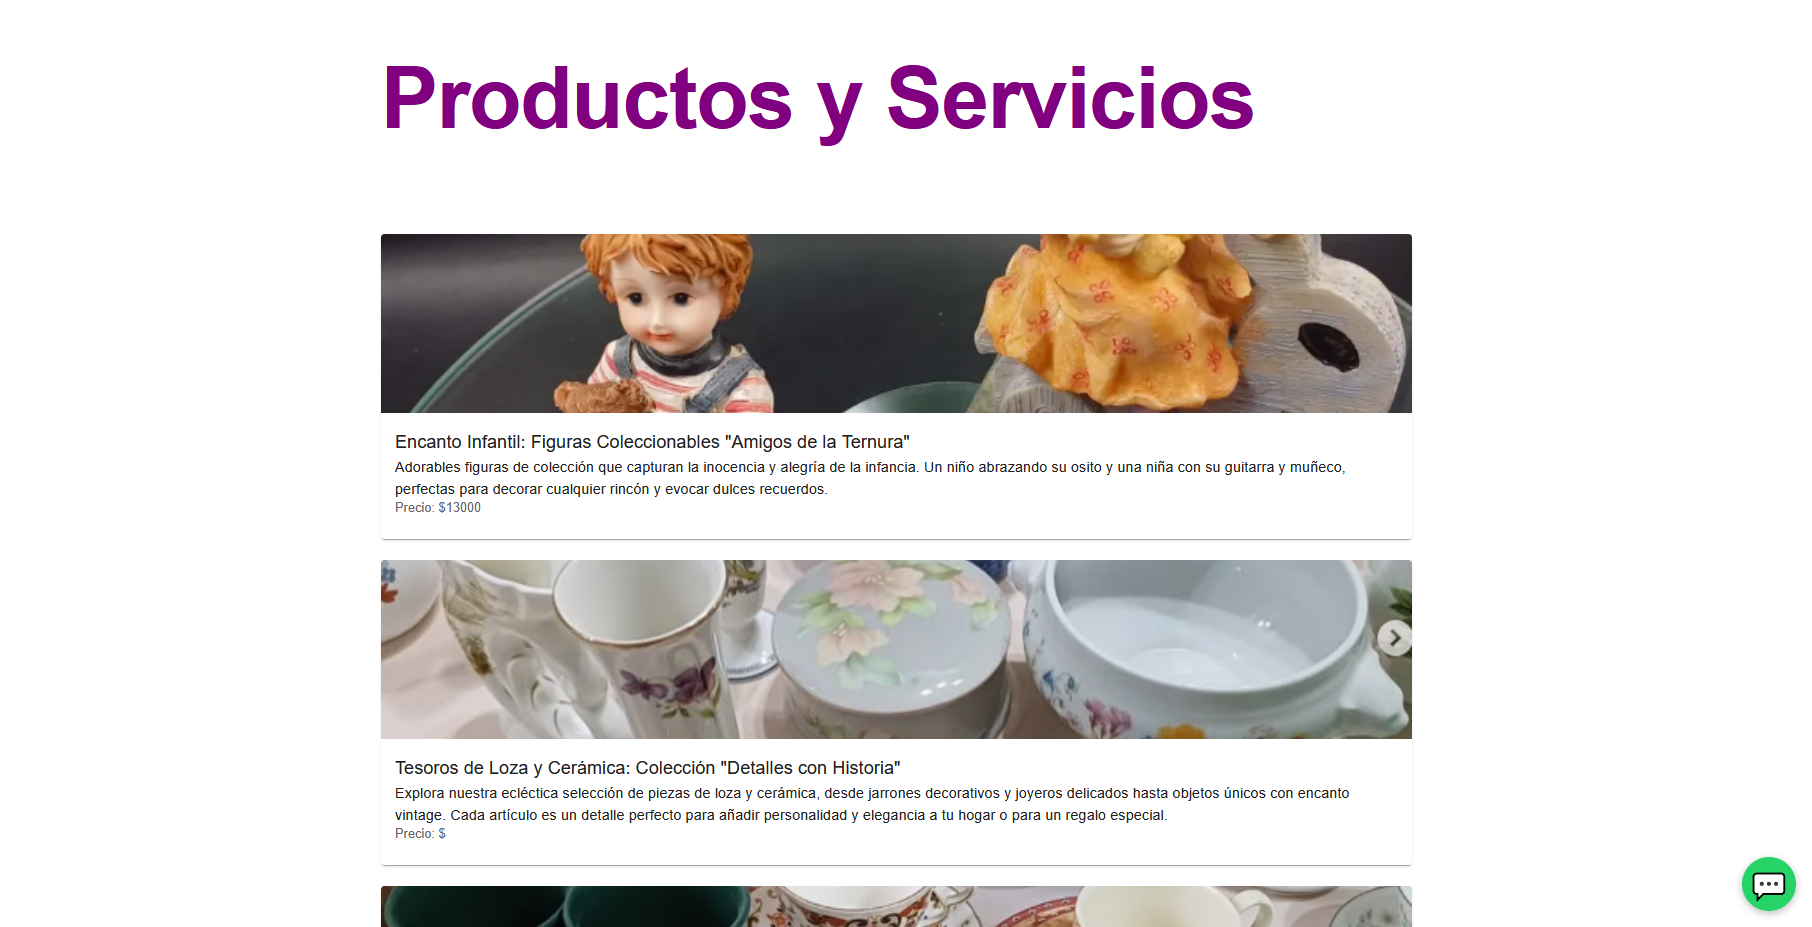 Productos y Servicios
Encanto Infantil: Figuras Coleccionables "Amigos de la Ternura"
Adorables figuras de colección que capturan la inocencia y alegría de la infancia. Un niño abrazando su osito y una niña con su guitarra y muñeco,
perfectas para decorar cualquier rincón y evocar dulces recuerdos.
Precio: $13000
Tesoros de Loza y Cerámica: Colección "Detalles con Historia"
Explora nuestra ecléctica selección de piezas de loza y cerámica, desde jarrones decorativos y joyeros delicados hasta objetos únicos con encanto
vintage. Cada artículo es un detalle perfecto para añadir personalidad y elegancia a tu hogar o para un regalo especial.
Precio: $